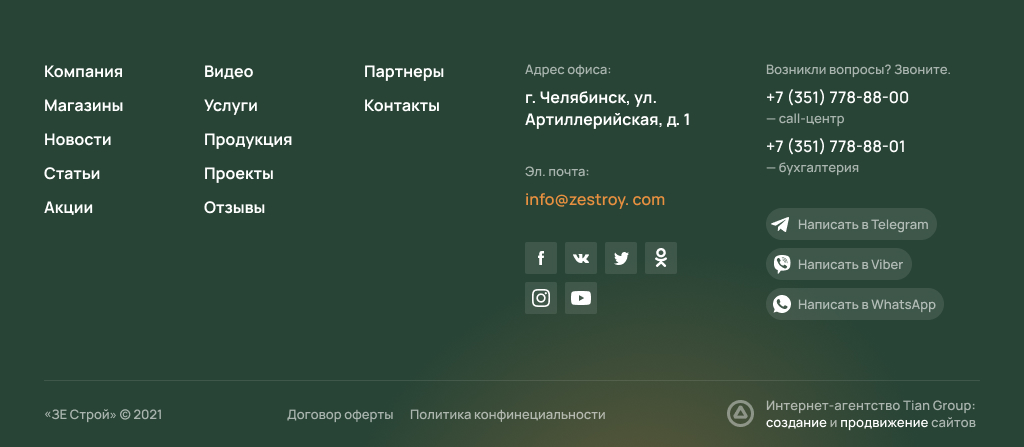 Компания
Магазины
Новости
Статьи
Акции
Видео
Услуги
Продукция
Проекты
Отзывы
Партнеры
Контакты
Адрес офиса:
г. Челябинск, ул.
Артиллерийская, д. 1
Эл. почта:
info@zestroy. com
Возникли вопросы? Звоните.
+7 (351) 778-88-00
— call-центр
+7 (351) 778-88-01
— бухгалтерия
Написать в Telegram
Написать в Viber
Написать в WhatsApp
«ЗЕ Строй» © 2021
Договор оферты
Политика конфинециальности
Интернет-агентство Tian Group:
создание и продвижение сайтов